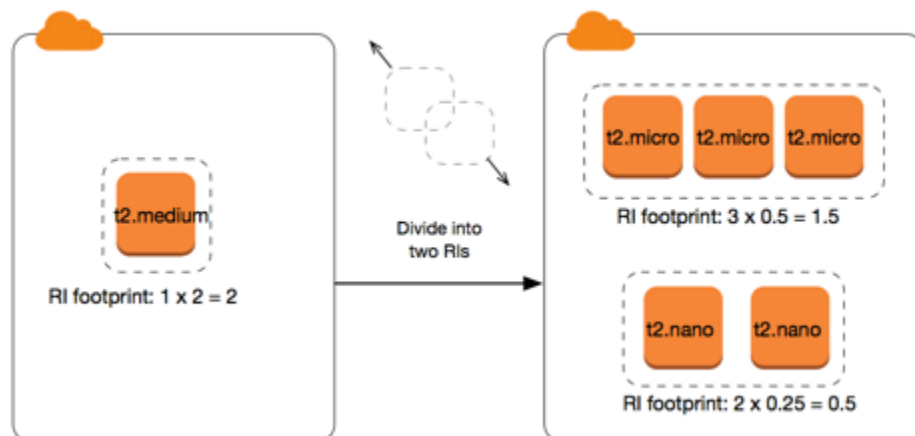 t2.medium
RI footprint: 1 x 2 = 2
Divide into
two RIs
t2.micro t2.micro t2.micro
RI footprint: 3 x 0.5 = 1.5
t2.nano t2.nano
RI footprint: 2 x 0.25 = 0.5